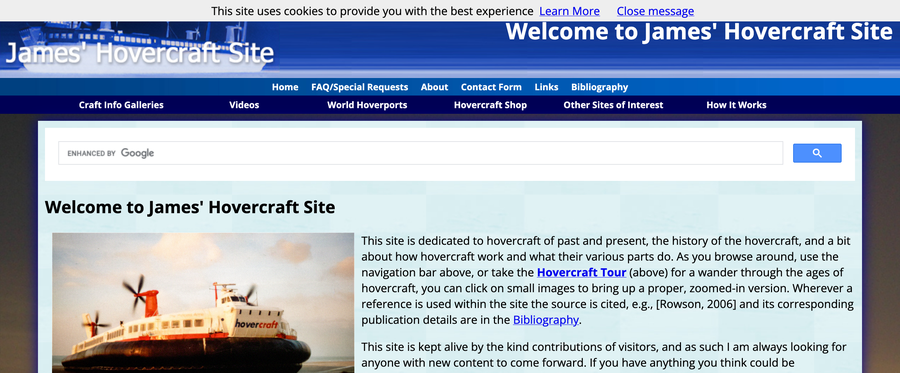 This site uses cookies to provide you with the best experience Learn More Close message
James' Hovercraft Site
Welcome to James' Hovercraft Site
Home FAQ/Special Requests About Contact Form Links Bibliography
Craft Info Galleries Videos World Hoverports Hovercraft Shop Other Sites of Interest How It Works
ENHANCED BY Google
Welcome to James' Hovercraft Site
hovercraft
This site is dedicated to hovercraft of past and present, the history of the hovercraft, and a bit
about how hovercraft work and what their various parts do. As you browse around, use the
navigation bar above, or take the Hovercraft Tour (above) for a wander through the ages of
hovercraft, you can click on small images to bring up a proper, zoomed-in version. Wherever a
reference is used within the site the source is cited, e.g., [Rowson, 2006] and its corresponding
publication details are in the Bibliography.
This site is kept alive by the kind contributions of visitors, and as such I am always looking for
anyone with new content to come forward. If you have anything you think could be